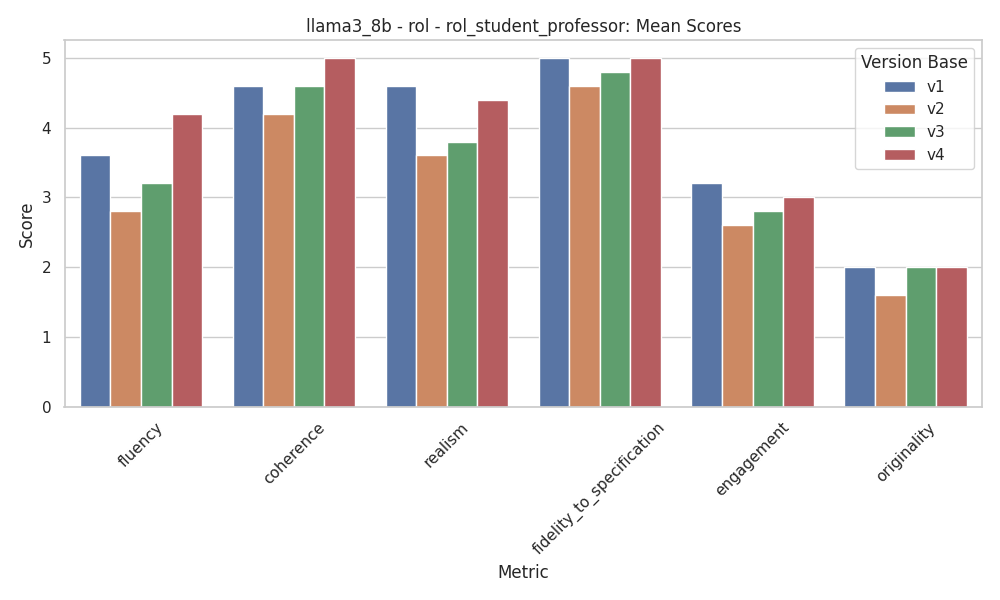 llama3_8b - rol - rol_student_professor: Mean Scores
Version Base
v1
v2
v3
v4
Score
5
4
3
2
1
0
fluency
coherence
realism
fidelity_to_specification
engagement
originality
Metric